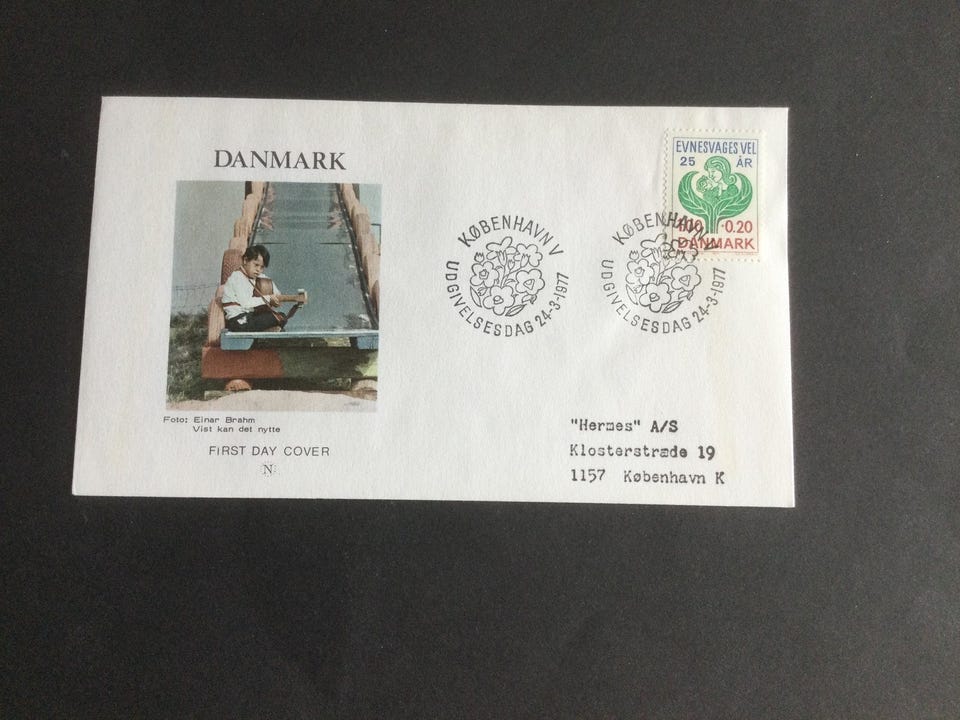 DANMARK
Foto: Einar Brahm
Vist kan det nytte
FIRST DAY COVER
N
KØBENHAVN V
UDGIVELSESDAG 24-3-1977
KØBENHAVN V
UDGIVELSESDAG 24-3-1977
EVNESVAGES VEL
25 ÅR
100+0.20
DANMARK
"Hermes" A/S
Klosterstræde 19
1157 København K